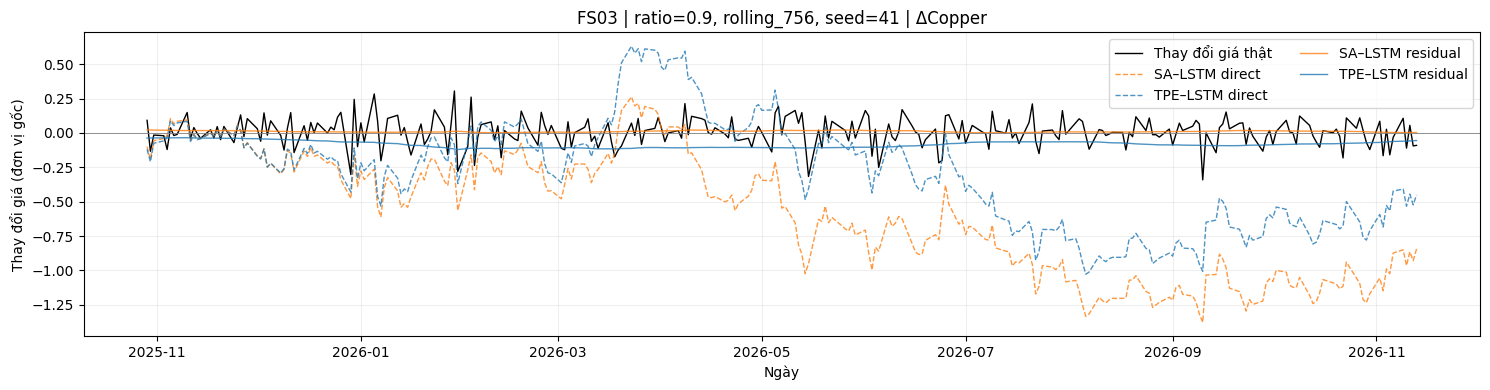 FS03 | ratio=0.9, rolling_756, seed=41 | ΔCopper
Thay đổi giá (đơn vị gốc)
0.50
0.25
0.00
−0.25
−0.50
−0.75
−1.00
−1.25
Thay đổi giá thật
SA–LSTM direct
TPE–LSTM direct
SA–LSTM residual
TPE–LSTM residual
2025-11
2026-01
2026-03
2026-05
2026-07
2026-09
2026-11
Ngày